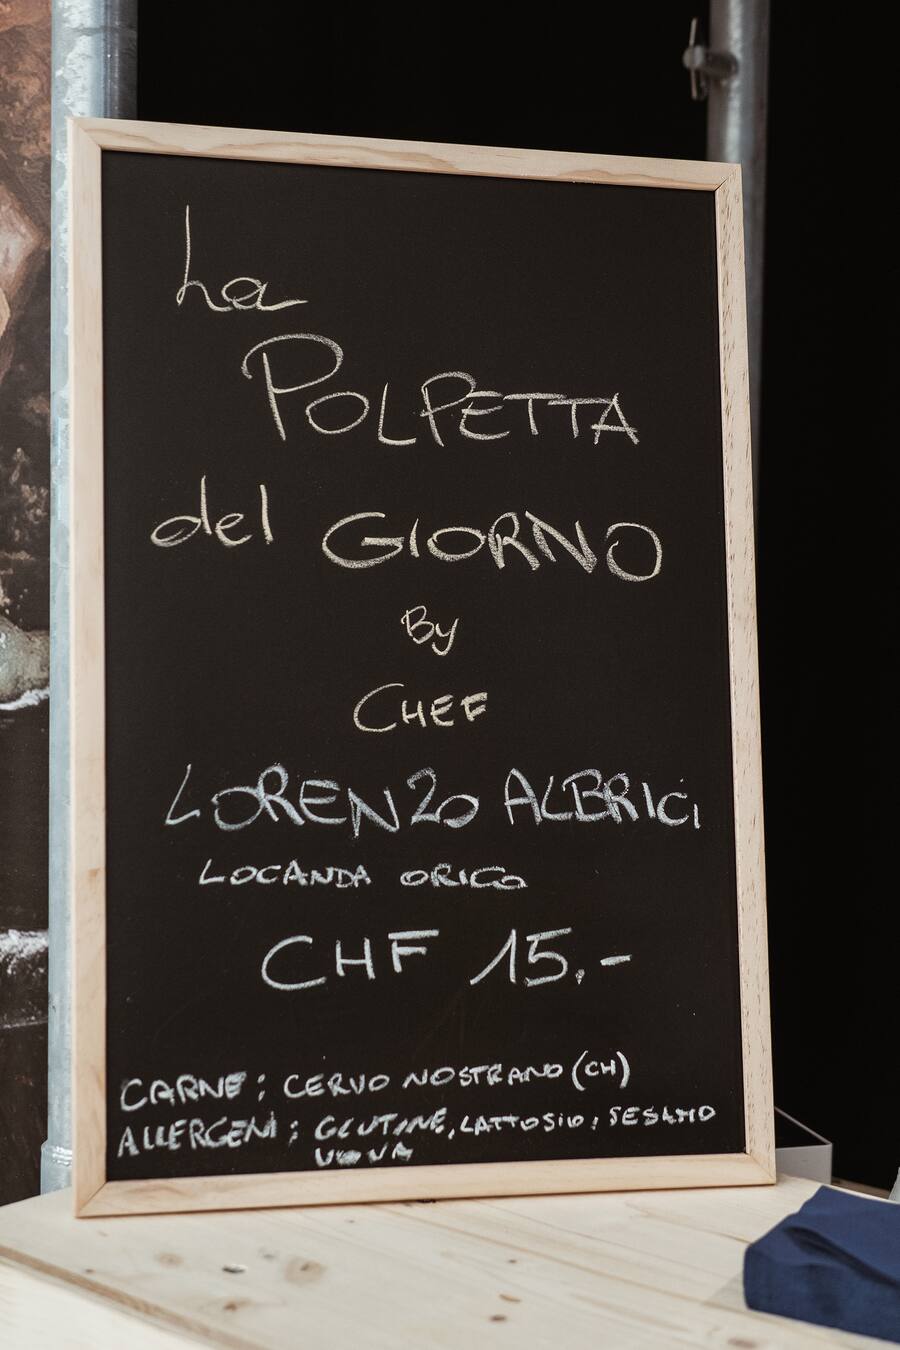 La
POLPETTA
del GIORNO
By
CHEF
LORENZO ALBRICI
LOCANDA ORICO
CHF 15.-
CARNE: CERVO NOSTRANO (CH)
ALLERGENI: GLUTINE, LATTOSIO, SESAMO
UOVA